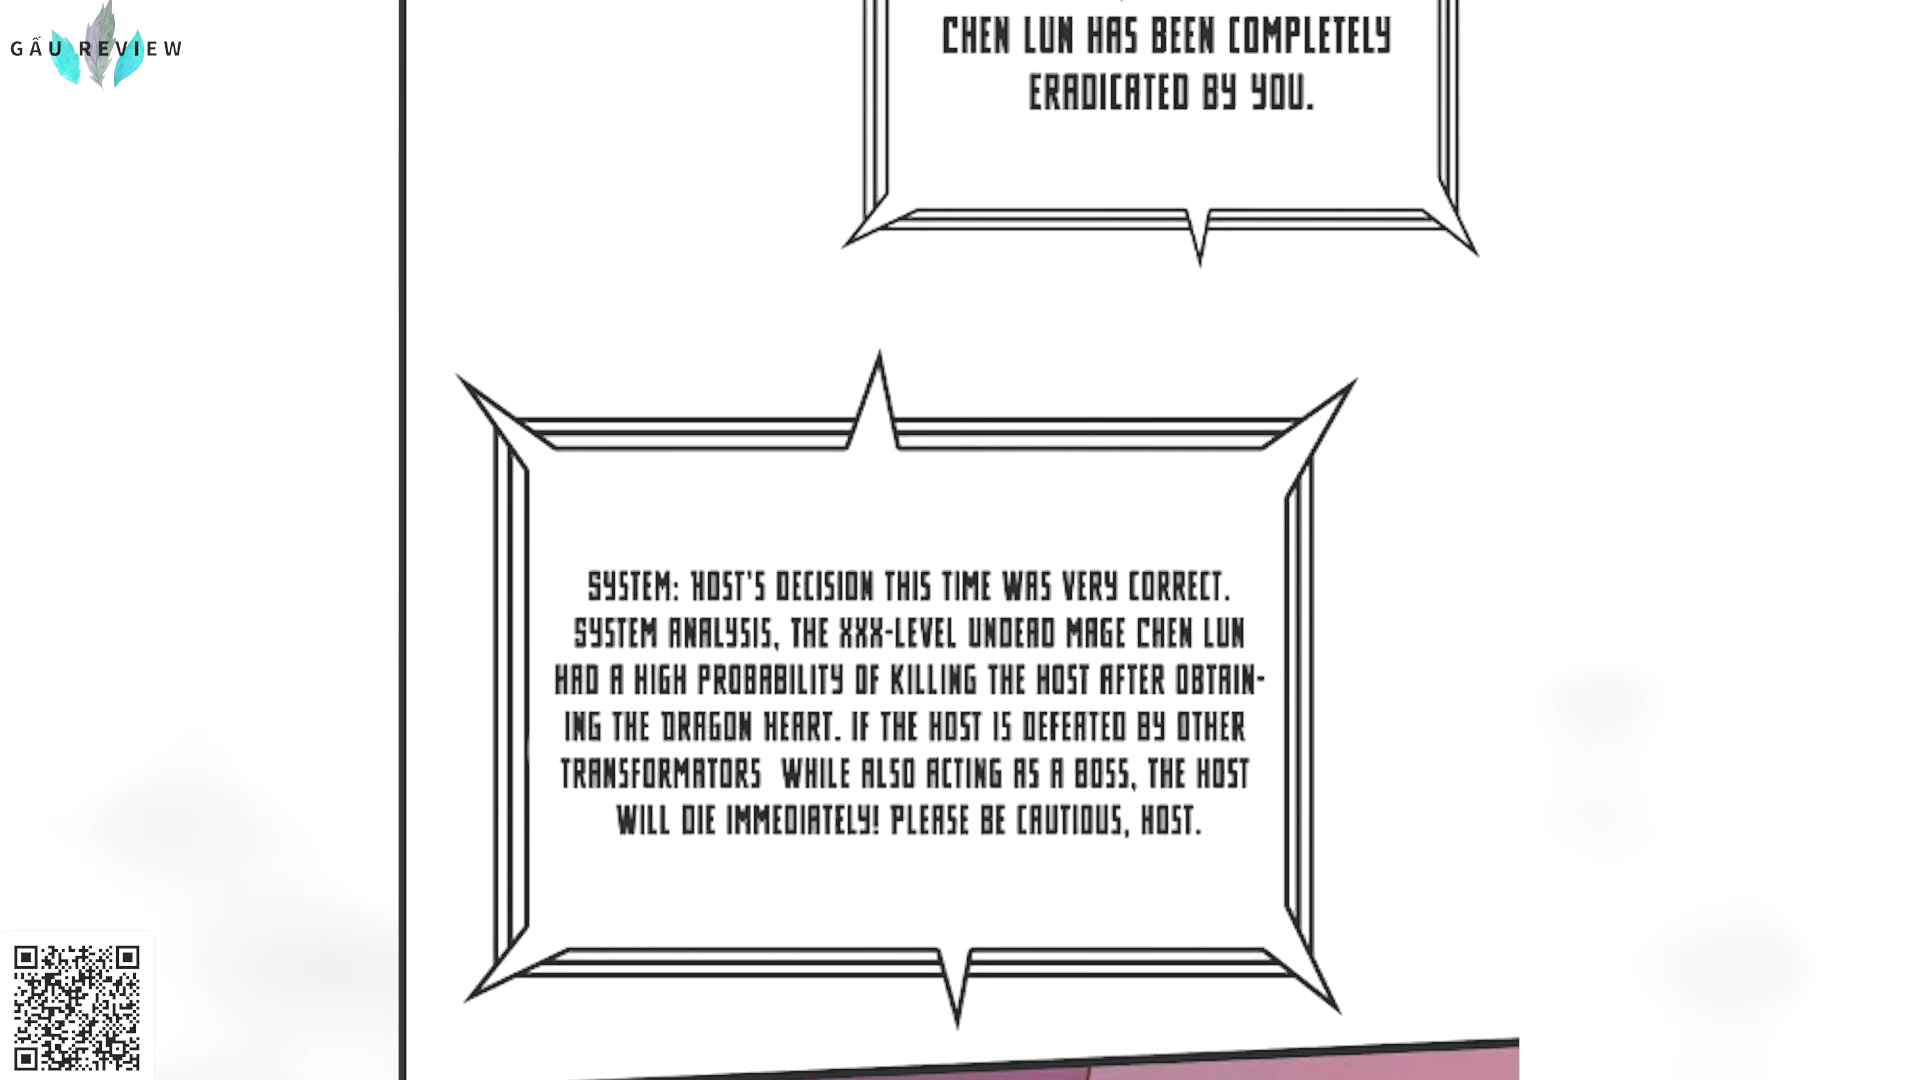 GẤU REVIEW
CHEN LUN HAS BEEN COMPLETELY
ERADICATED BY YOU.
SYSTEM: HOST'S DECISION THIS TIME WAS VERY CORRECT.
SYSTEM ANALYSIS, THE XXX-LEVEL UNDEAD MAGE CHEN LUN
HAD A HIGH PROBABILITY OF KILLING THE HOST AFTER OBTAIN-
ING THE DRAGON HEART. IF THE HOST IS DEFEATED BY OTHER
TRANSFORMATORS WHILE ALSO ACTING AS A BOSS, THE HOST
WILL DIE IMMEDIATELY! PLEASE BE CAUTIOUS, HOST.